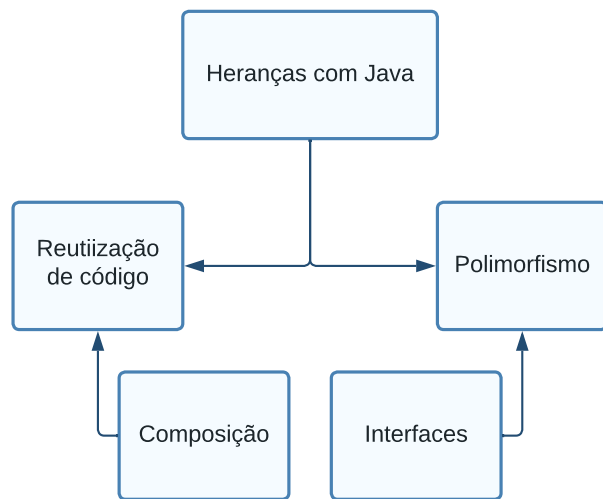 Heranças com Java
Reutiização
de código
Polimorfismo
Composição
Interfaces